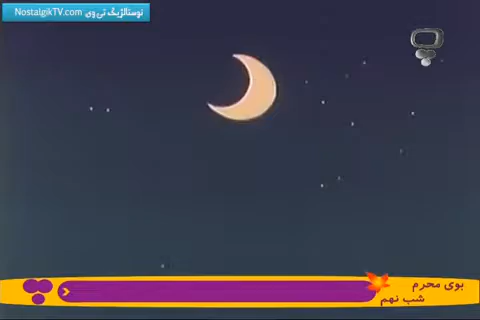 NostalgikTV.com نوستالژیک تی وی
بوی محرم
شب نهم